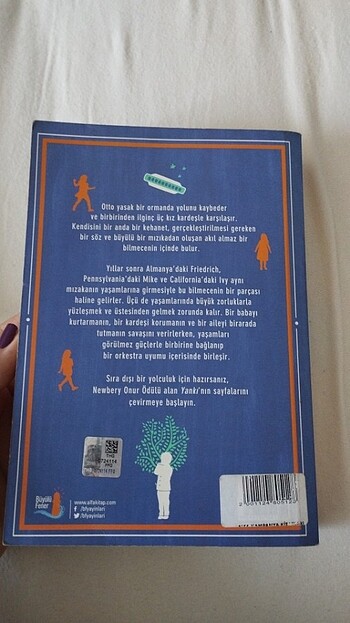 Otto yasak bir ormanda yolunu kaybeder
ve birbirinden ilginç üç kız kardeşle karşılaşır.
Kendisini bir anda bir kehanet, gerçekleştirilmesi gereken
bir söz ve büyülü bir mızıkadan oluşan akıl almaz bir
bilmecenin içinde bulur.
Yıllar sonra Almanya'daki Friedrich,
Pennsylvania'daki Mike ve California'daki Ivy aynı
mızıkanın yaşamlarına girmesiyle bu bilmecenin bir parçası
haline gelirler. Üçü de yaşamlarında büyük zorluklarla
yüzleşmek ve üstesinden gelmek zorunda kalır. Bir babayı
kurtarmanın, bir kardeşi korumanın ve bir aileyi birarada
tutmanın savaşını verirlerken, yaşamları
görülmez güçlerle birbirine bağlanıp
bir orkestra uyumu içerisinde birleşir.
Sıra dışı bir yolculuk için hazırsanız,
Newbery Onur Ödülü alan Yankı'nın sayfalarını
çevirmeye başlayın.
Büyülü
Fener
www.alfakitap.com
/bfyayinlari
/bfyayinlari